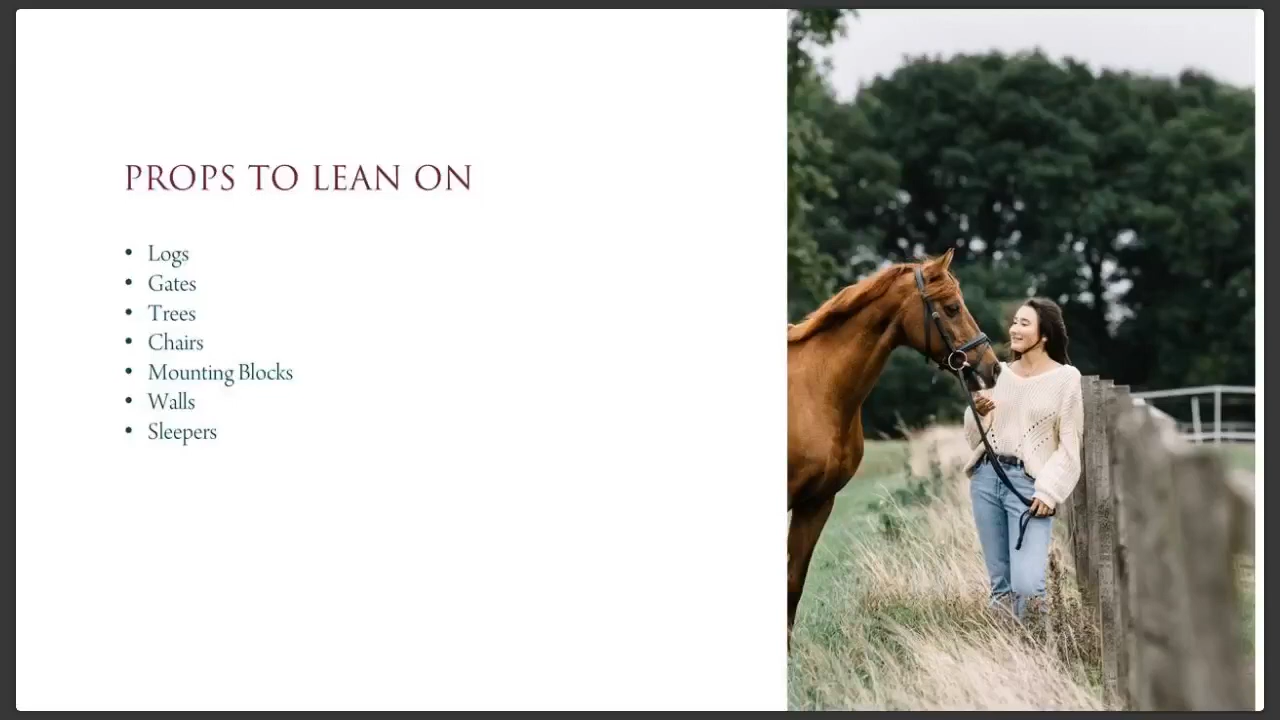 PROPS TO LEAN ON
• Logs
• Gates
• Trees
• Chairs
• Mounting Blocks
• Walls
• Sleepers